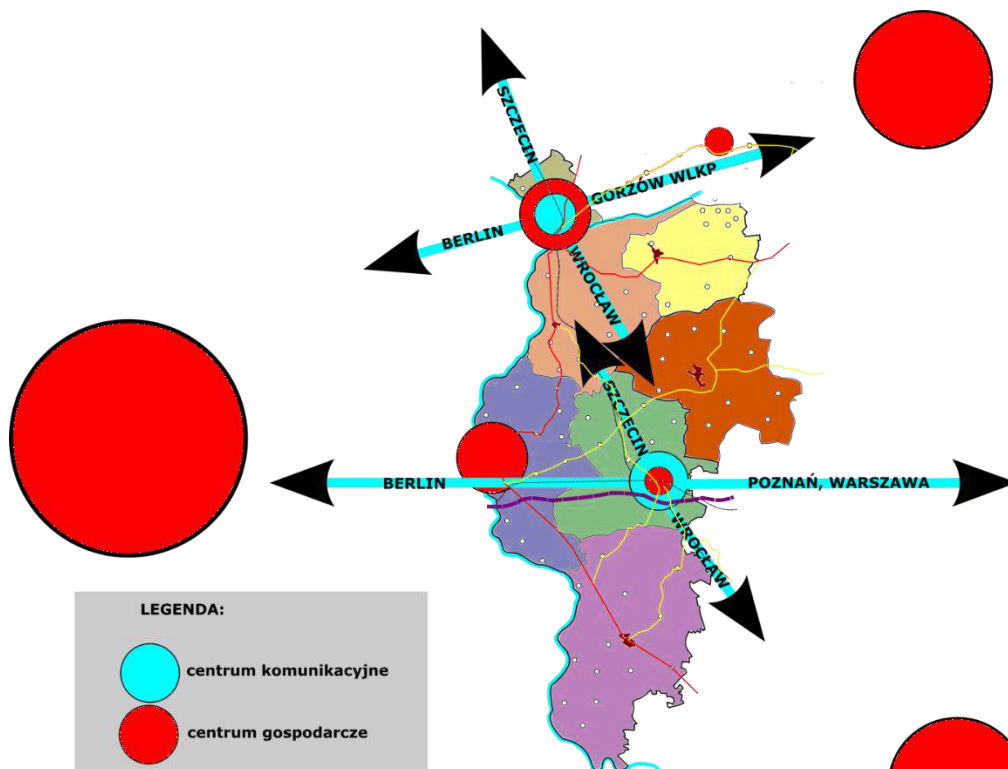 SZCZECIN
GORZÓW WLKP
BERLIN
WROCŁAW
SZCZECIN
BERLIN
POZNAŃ, WARSZAWA
WROCŁAW
LEGENDA:
centrum komunikacyjne
centrum gospodarcze